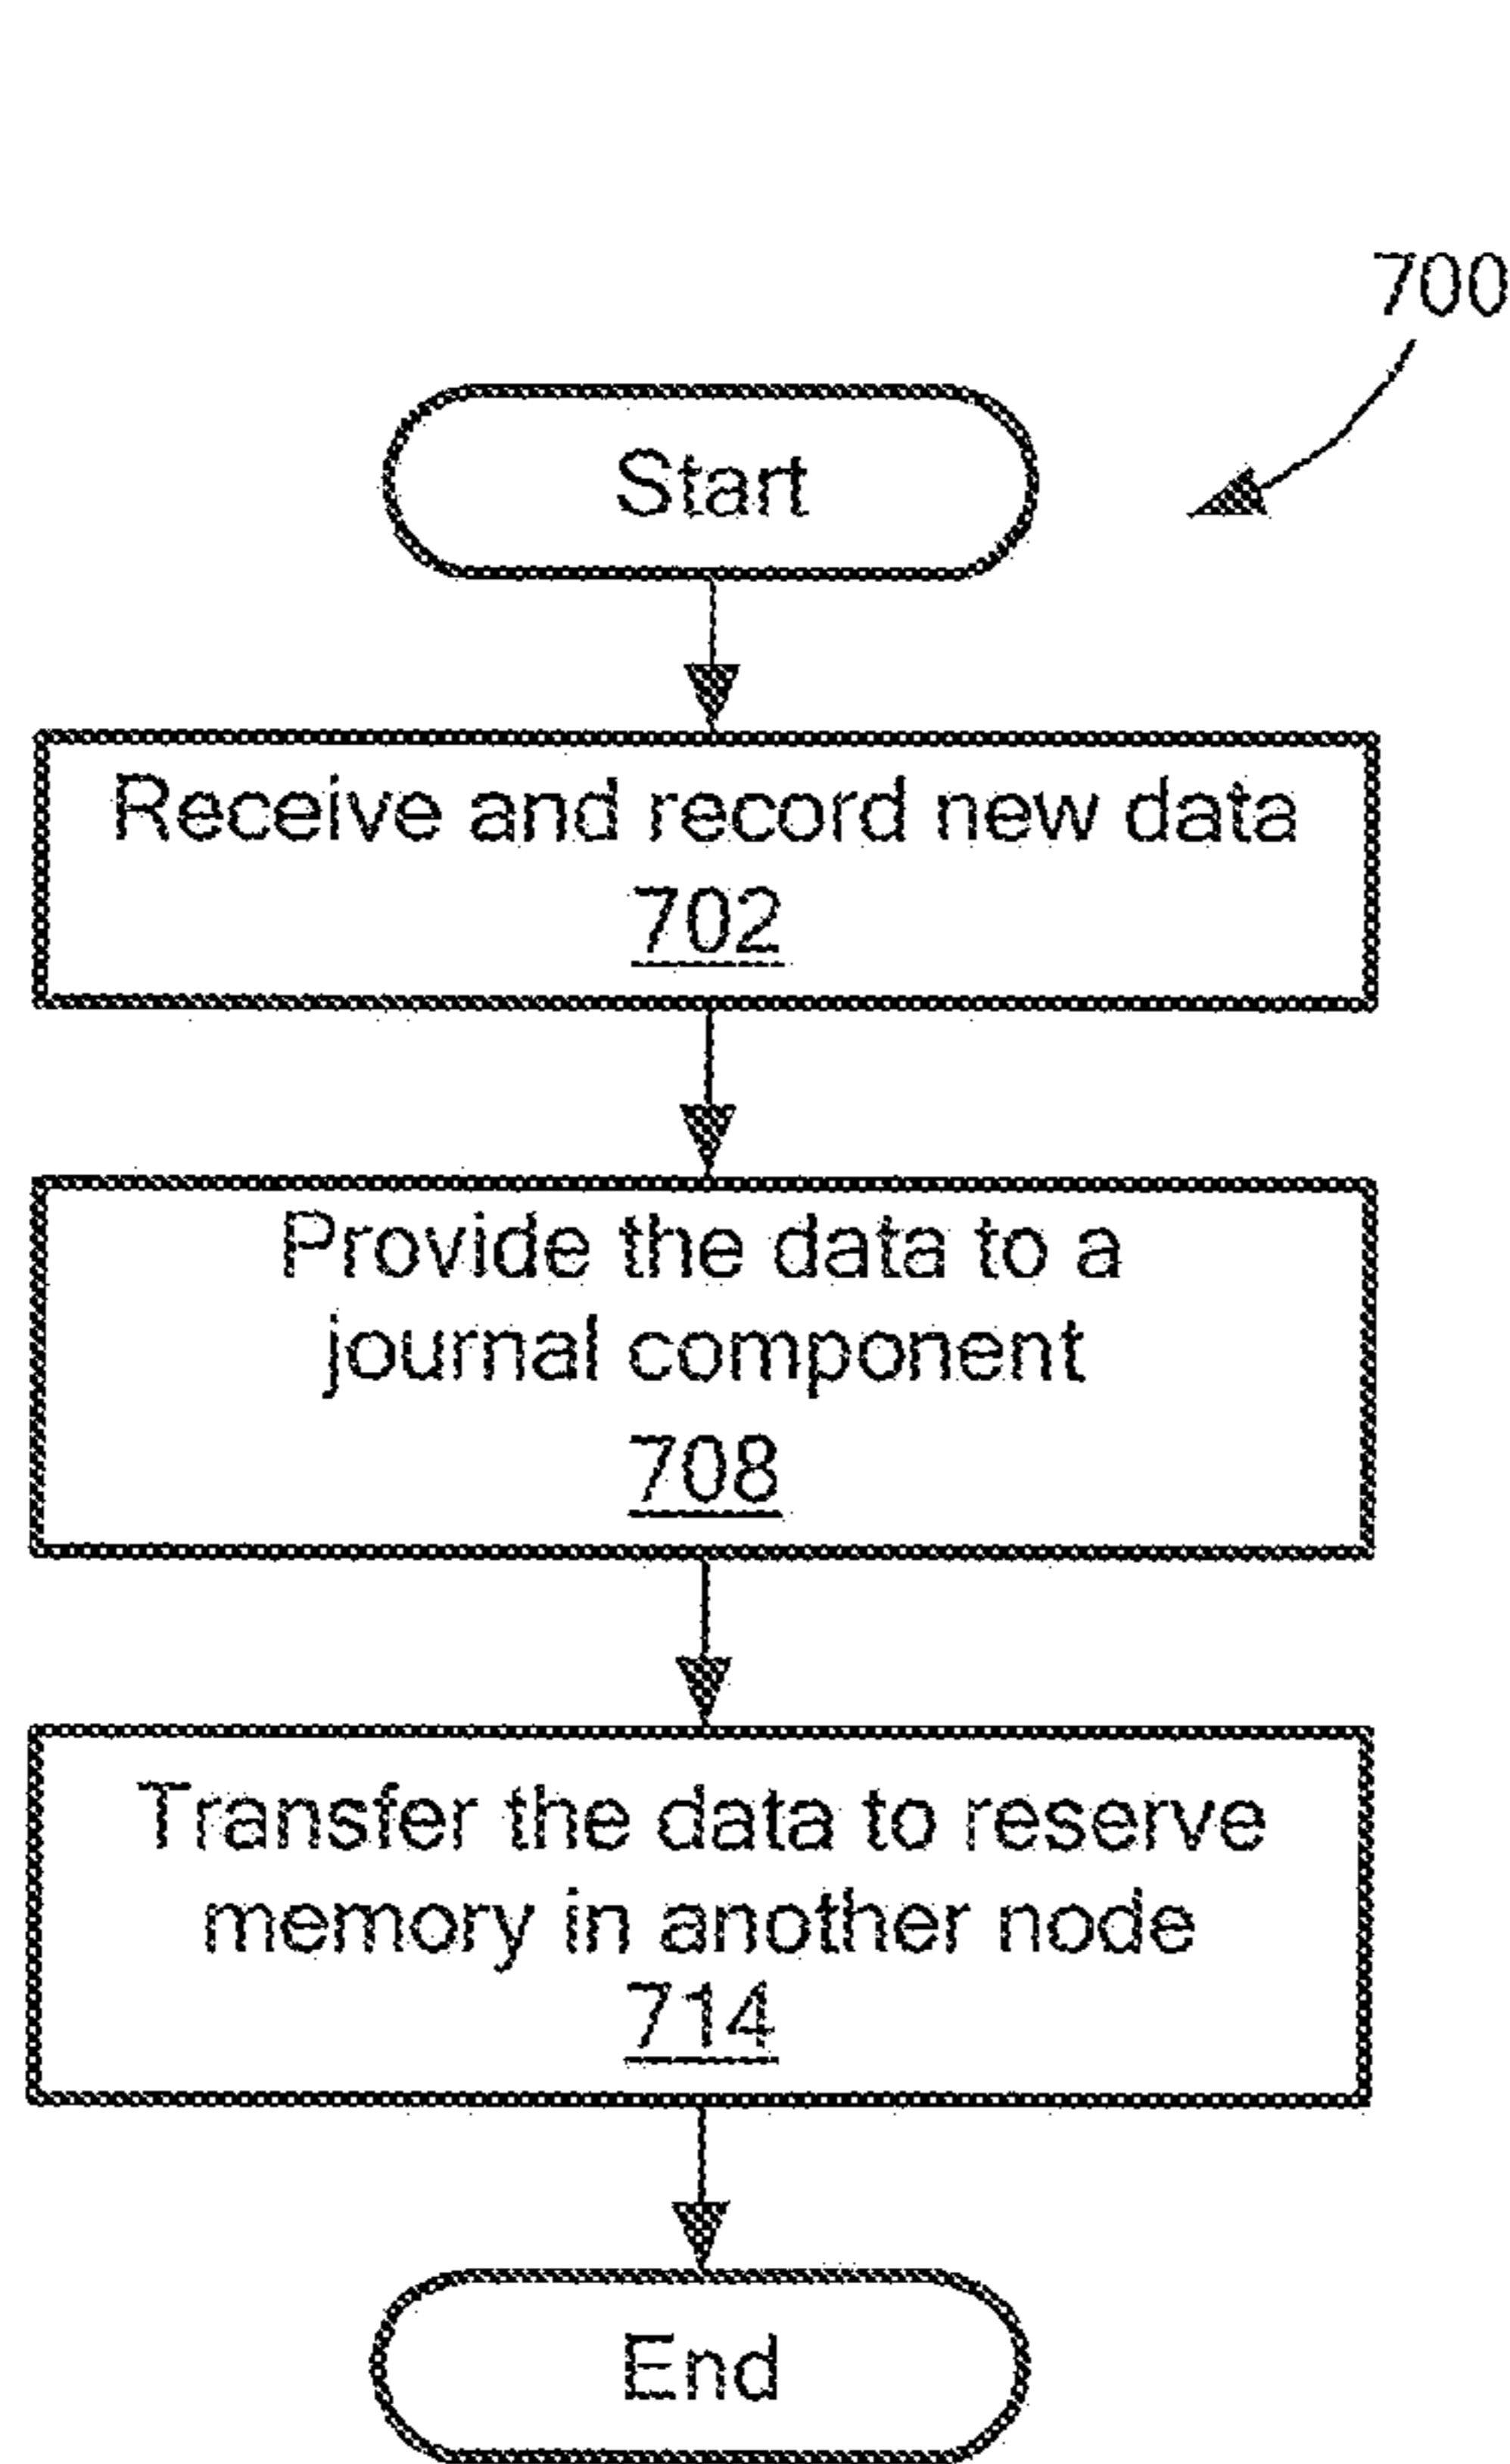 700
Start
Receive and record new data
702
Provide the data to a
journal component
708
Transfer the data to reserve
memory in another node
714
End